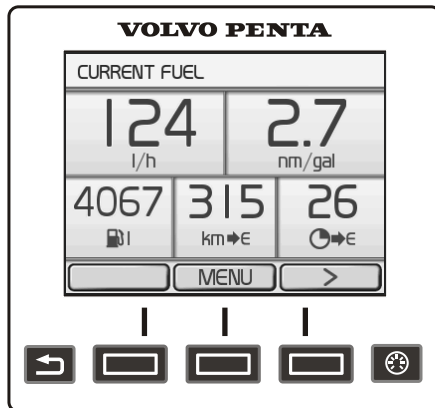 VOLVO PENTA
CURRENT FUEL
124 2.7
l/h nm/gal
4067 315 26
l km➡E ➡E
MENU >